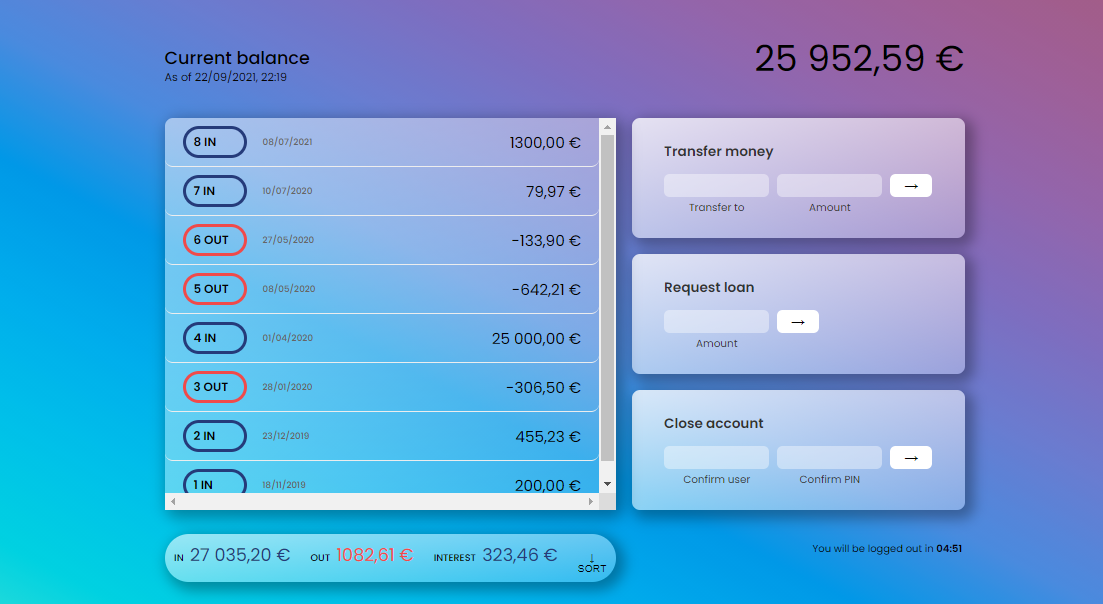 Current balance
As of 22/09/2021, 22:19
25 952,59 €
8 IN 08/07/2021 1300,00 €
7 IN 10/07/2020 79,97 €
6 OUT 27/05/2020 -133,90 €
5 OUT 08/05/2020 -642,21 €
4 IN 01/04/2020 25 000,00 €
3 OUT 28/01/2020 -306,50 €
2 IN 23/12/2019 455,23 €
1 IN 18/11/2019 200,00 €
Transfer money
→
Transfer to Amount
Request loan
→
Amount
Close account
→
Confirm user Confirm PIN
IN 27 035,20 € OUT 1082,61 € INTEREST 323,46 € ↓ SORT
You will be logged out in 04:51